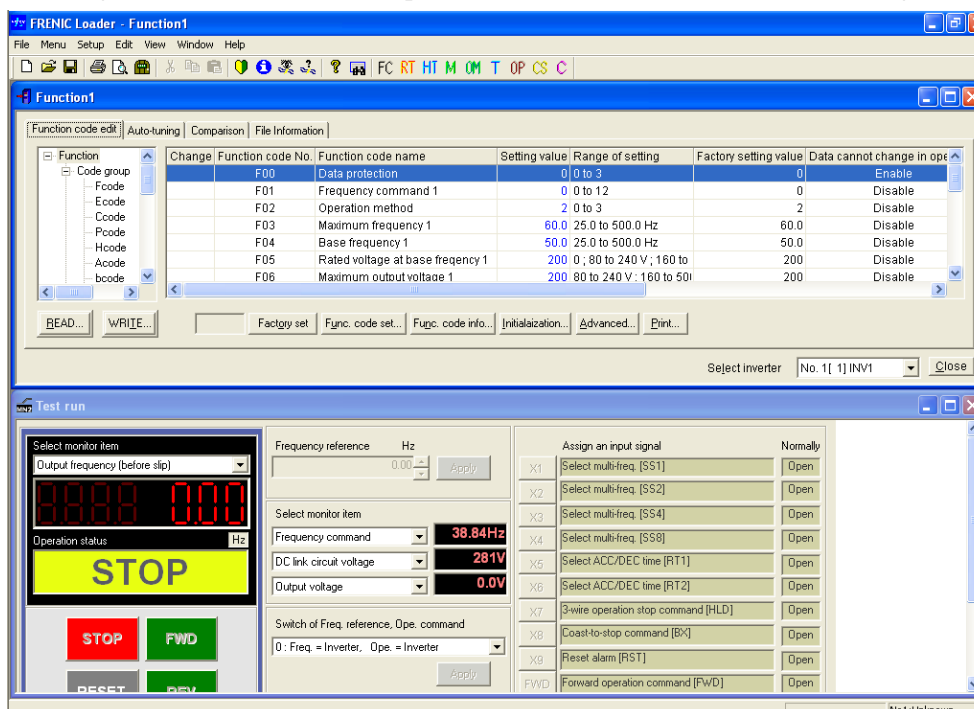 FRENIC Loader - Function1
File Menu Setup Edit View Window Help
FC RT HT M OM T OP CS C
Function1
Function code edit Auto-tuning Comparison File Information
Function
Code group
Fcode
Ecode
Ccode
Pcode
Hcode
Acode
bcode
Change Function code No. Function code name Setting value Range of setting Factory setting value Data cannot change in ope
F00 Data protection 0 0 to 3 0 Enable
F01 Frequency command 1 0 0 to 12 0 Disable
F02 Operation method 2 0 to 3 2 Disable
F03 Maximum frequency 1 60.0 25.0 to 500.0 Hz 60.0 Disable
F04 Base frequency 1 50.0 25.0 to 500.0 Hz 50.0 Disable
F05 Rated voltage at base freqency 1 200 0 ; 80 to 240 V ; 160 to 200 Disable
F06 Maximum output voltage 1 200 80 to 240 V ; 160 to 50 200 Disable
READ... WRITE... Factory set Func. code set... Func. code info... Initialaization... Advanced... Print...
Select inverter No. 1[ 1] INV1 Close
Test run
Select monitor item
Output frequency (before slip)
0.00
Operation status Hz
STOP
STOP FWD
RESET REV
Frequency reference Hz
0.00 Apply
Select monitor item
Frequency command 38.84Hz
DC link circuit voltage 281V
Output voltage 0.0V
Switch of Freq. reference, Ope. command
0 : Freq. = Inverter, Ope. = Inverter
Apply
Assign an input signal Normally
X1 Select multi-freq. [SS1] Open
X2 Select multi-freq. [SS2] Open
X3 Select multi-freq. [SS4] Open
X4 Select multi-freq. [SS8] Open
X5 Select ACC/DEC time [RT1] Open
X6 Select ACC/DEC time [RT2] Open
X7 3-wire operation stop command [HLD] Open
X8 Coast-to-stop command [BX] Open
X9 Reset alarm [RST] Open
FWD Forward operation command [FWD] Open